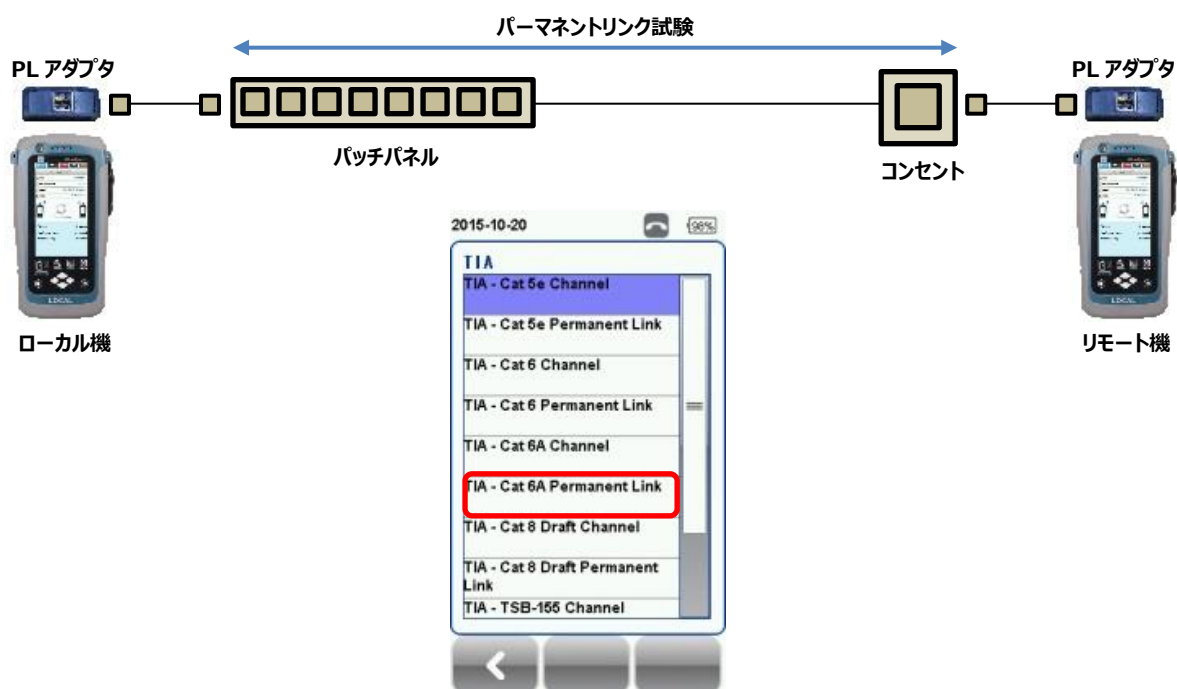 パーマネントリンク試験
PL アダプタ
PL アダプタ
パッチパネル
コンセント
ローカル機
リモート機
LOCAL
2015-10-20
98%
TIA
TIA - Cat 5e Channel
TIA - Cat 5e Permanent Link
TIA - Cat 6 Channel
TIA - Cat 6 Permanent Link
TIA - Cat 6A Channel
TIA - Cat 6A Permanent Link
TIA - Cat 8 Draft Channel
TIA - Cat 8 Draft Permanent
Link
TIA - TSB-155 Channel